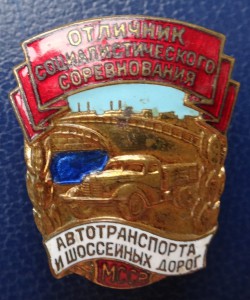 ОТЛИЧНИК
СОЦИАЛИСТИЧЕСКОГО
СОРЕВНОВАНИЯ
АВТОТРАНСПОРТА
И ШОССЕЙНЫХ ДОРОГ
МССР